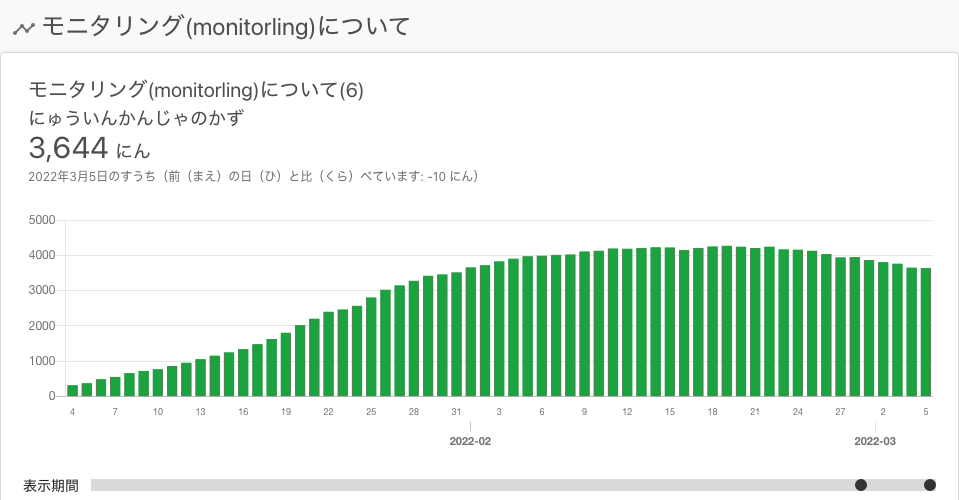 モニタリング(monitorling)について
モニタリング(monitorling)について(6)
にゅういんかんじゃのかず
3,644 にん
2022年3月5日のすうち（前（まえ）の日（ひ）と比（くら）べています: -10 にん）
5000
4000
3000
2000
1000
0
4 7 10 13 16 19 22 25 28 31 3 6 9 12 15 18 21 24 27 2 5
2022-02 2022-03
表示期間